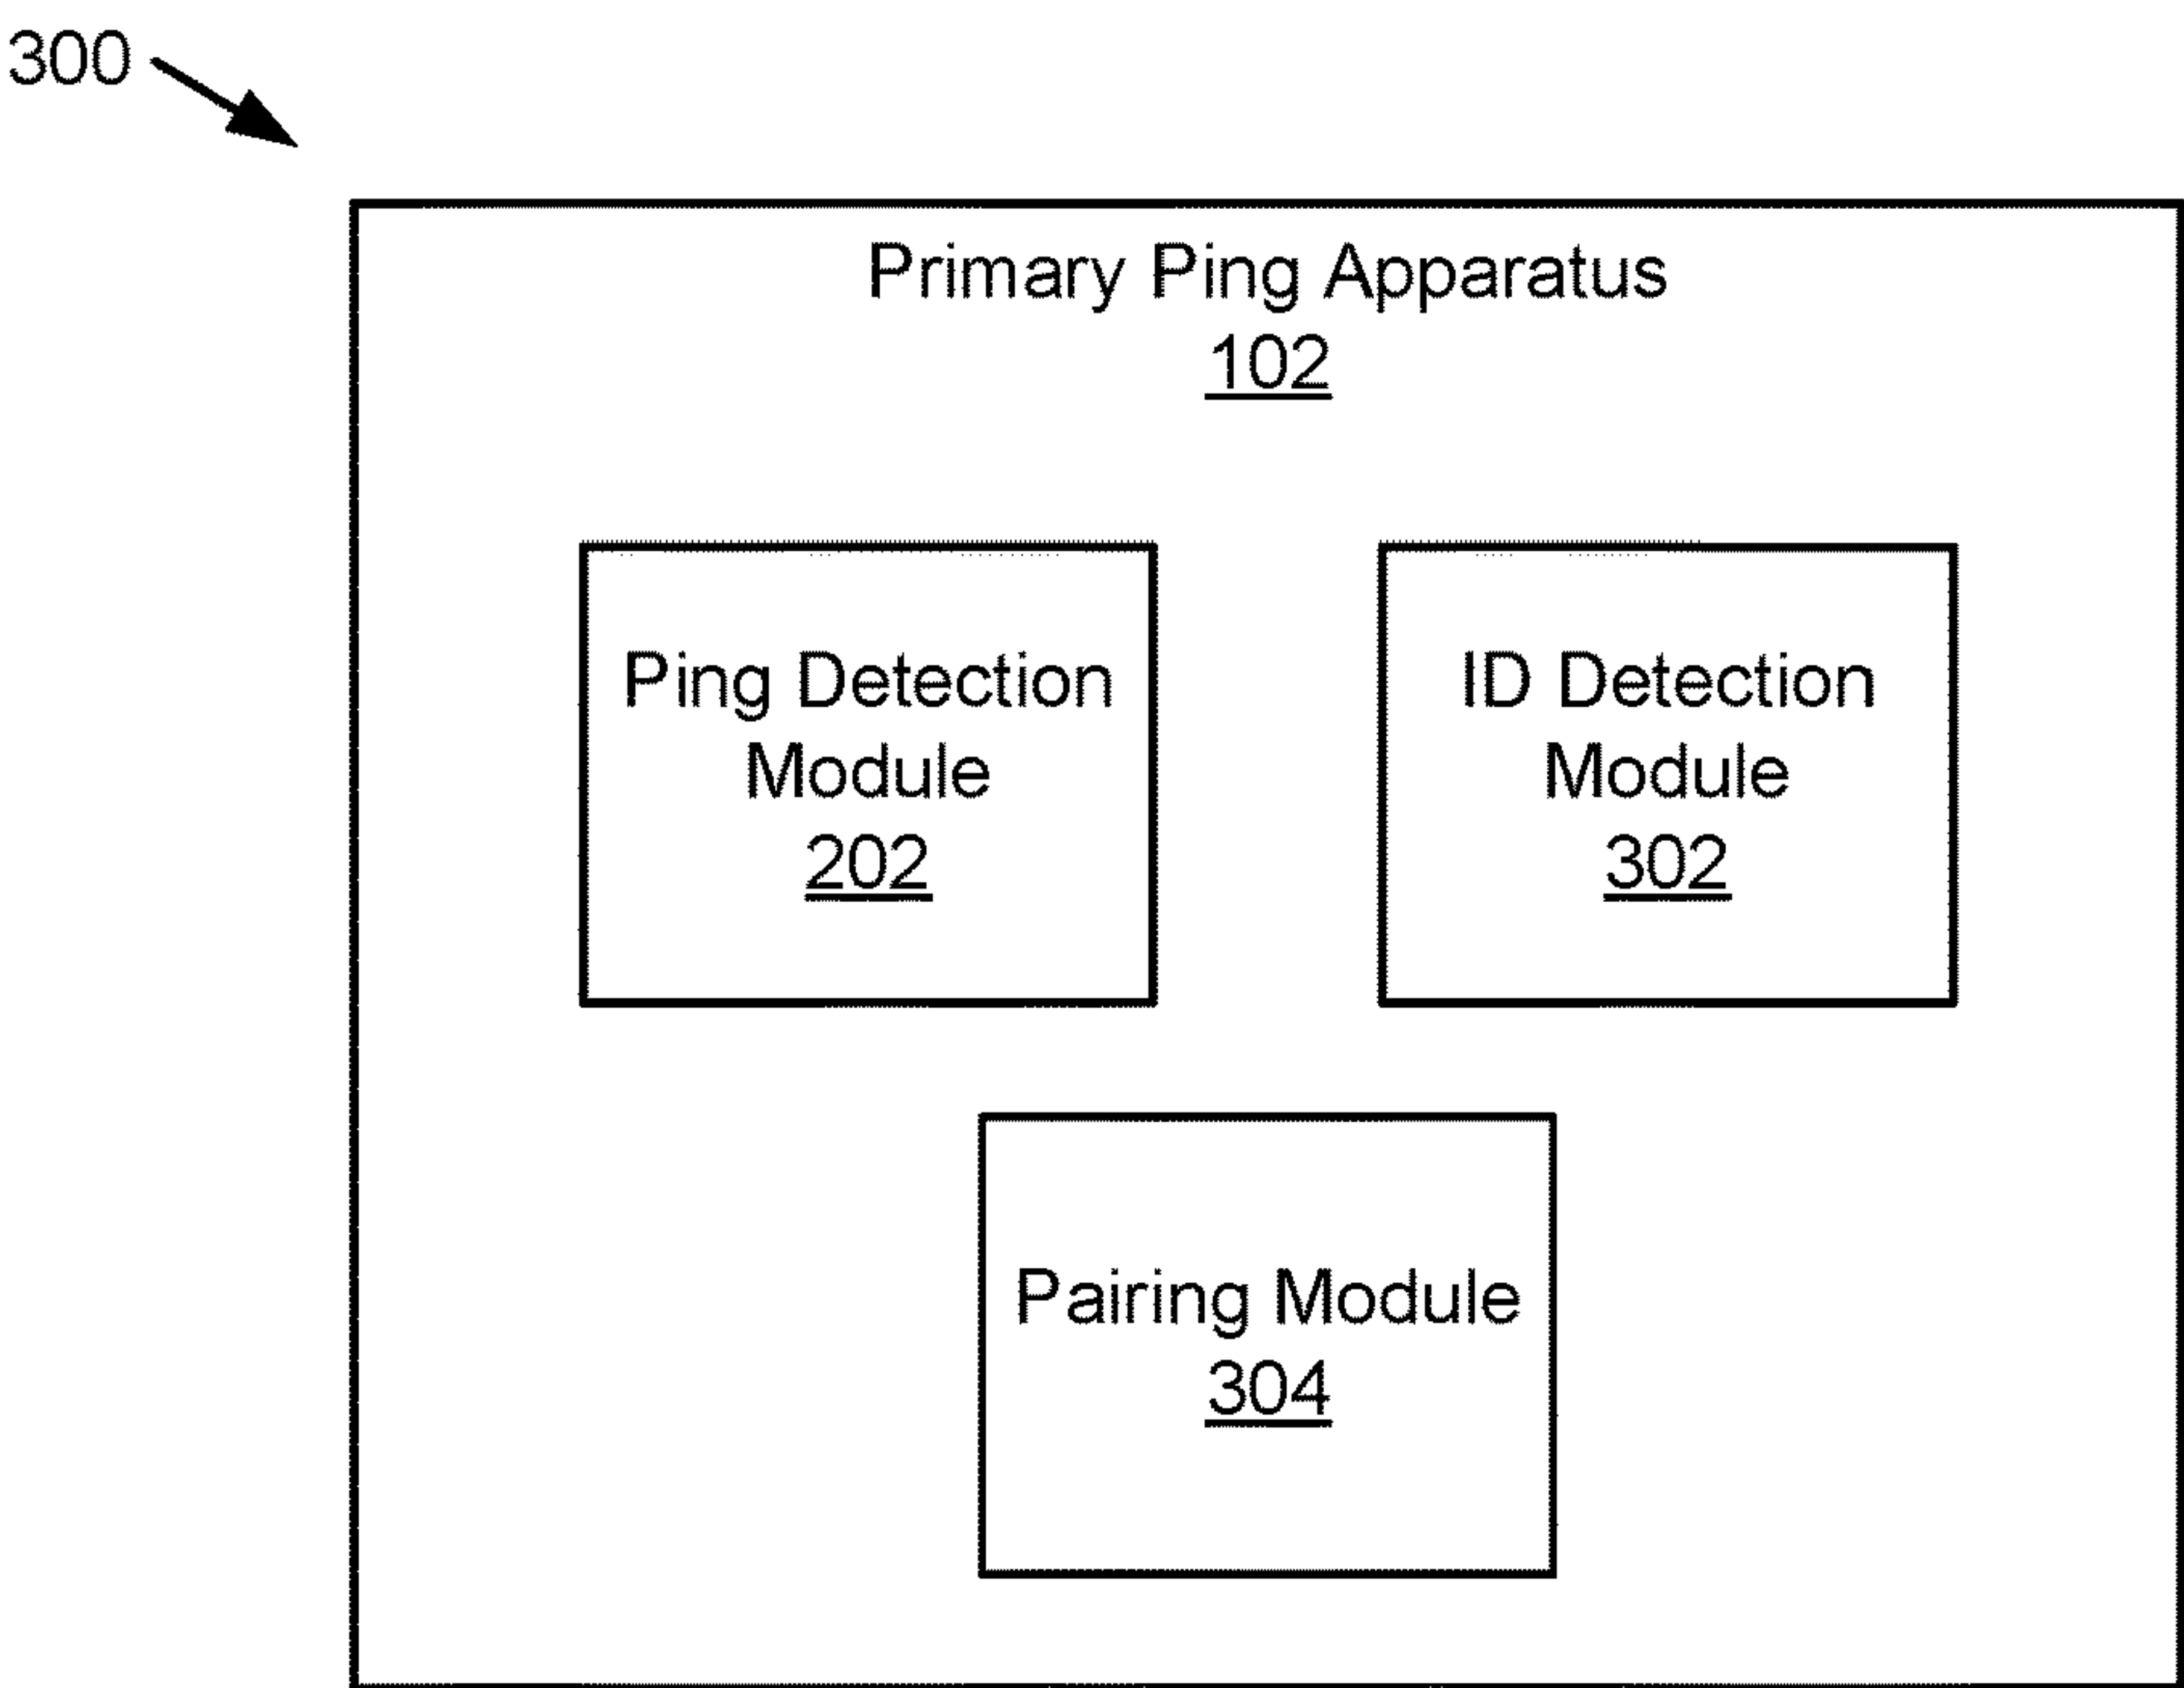 300
Primary Ping Apparatus
102
Ping Detection
Module
202
ID Detection
Module
302
Pairing Module
304